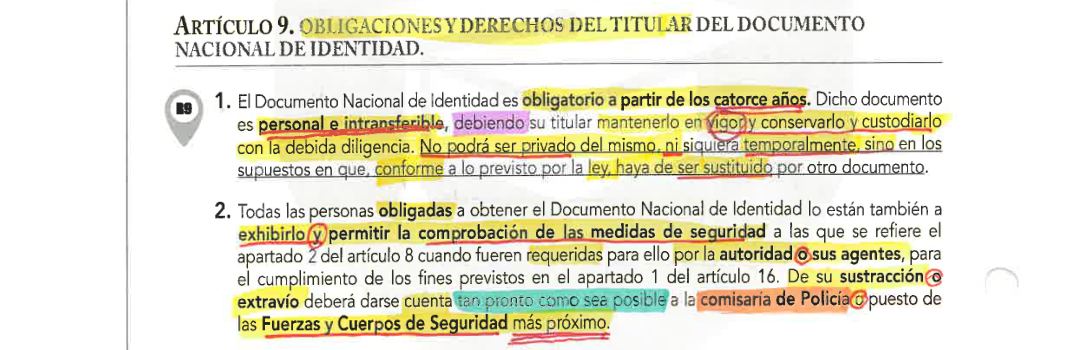 ARTÍCULO 9. OBLIGACIONES Y DERECHOS DEL TITULAR DEL DOCUMENTO
NACIONAL DE IDENTIDAD.
B9
1. El Documento Nacional de Identidad es obligatorio a partir de los catorce años. Dicho documento
es personal e intransferible, debiendo su titular mantenerlo en vigor y conservarlo y custodiarlo
con la debida diligencia. No podrá ser privado del mismo, ni siquiera temporalmente, sino en los
supuestos en que, conforme a lo previsto por la ley, haya de ser sustituido por otro documento.
2. Todas las personas obligadas a obtener el Documento Nacional de Identidad lo están también a
exhibirlo y permitir la comprobación de las medidas de seguridad a las que se refiere el
apartado 2 del artículo 8 cuando fueren requeridas para ello por la autoridad o sus agentes, para
el cumplimiento de los fines previstos en el apartado 1 del artículo 16. De su sustracción o
extravío deberá darse cuenta tan pronto como sea posible a la comisaría de Policía o puesto de
las Fuerzas y Cuerpos de Seguridad más próximo.